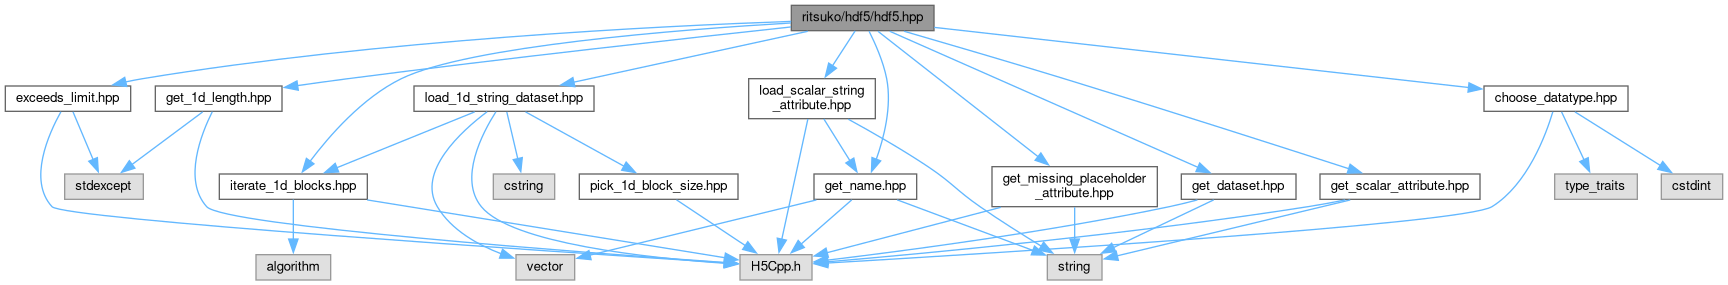 ritsuko/hdf5/hdf5.hpp
exceeds_limit.hpp
get_1d_length.hpp
load_1d_string_dataset.hpp
load_scalar_string
_attribute.hpp
choose_datatype.hpp
stdexcept
iterate_1d_blocks.hpp
cstring
pick_1d_block_size.hpp
get_name.hpp
get_missing_placeholder
_attribute.hpp
get_dataset.hpp
get_scalar_attribute.hpp
type_traits
cstdint
algorithm
vector
H5Cpp.h
string